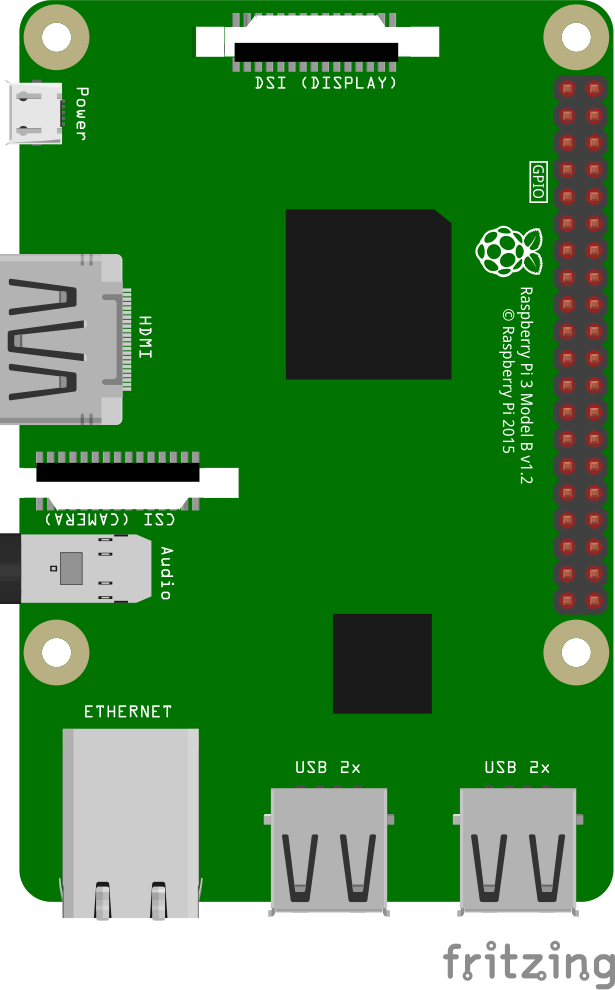 DSI (DISPLAY)
Power
GPIO
HDMI
Raspberry Pi 3 Model B v1.2
© Raspberry Pi 2015
CSI (CAMERA)
Audio
ETHERNET
USB 2x
USB 2x
fritzing